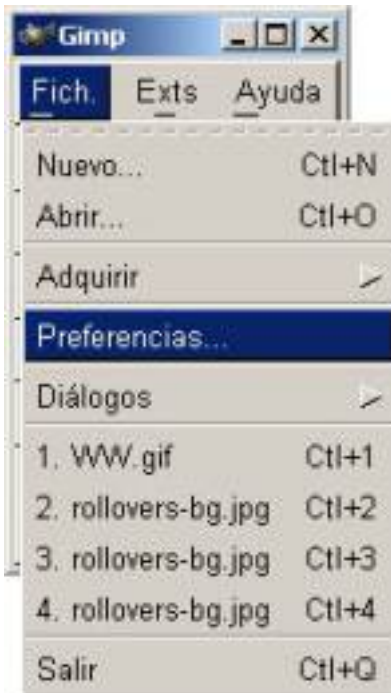 Gimp
Fich. Exts Ayuda
Nuevo... Ctl+N
Abrir... Ctl+O
Adquirir
Preferencias...
Diálogos
1. WW.gif Ctl+1
2. rollovers-bg.jpg Ctl+2
3. rollovers-bg.jpg Ctl+3
4. rollovers-bg.jpg Ctl+4
Salir Ctl+Q